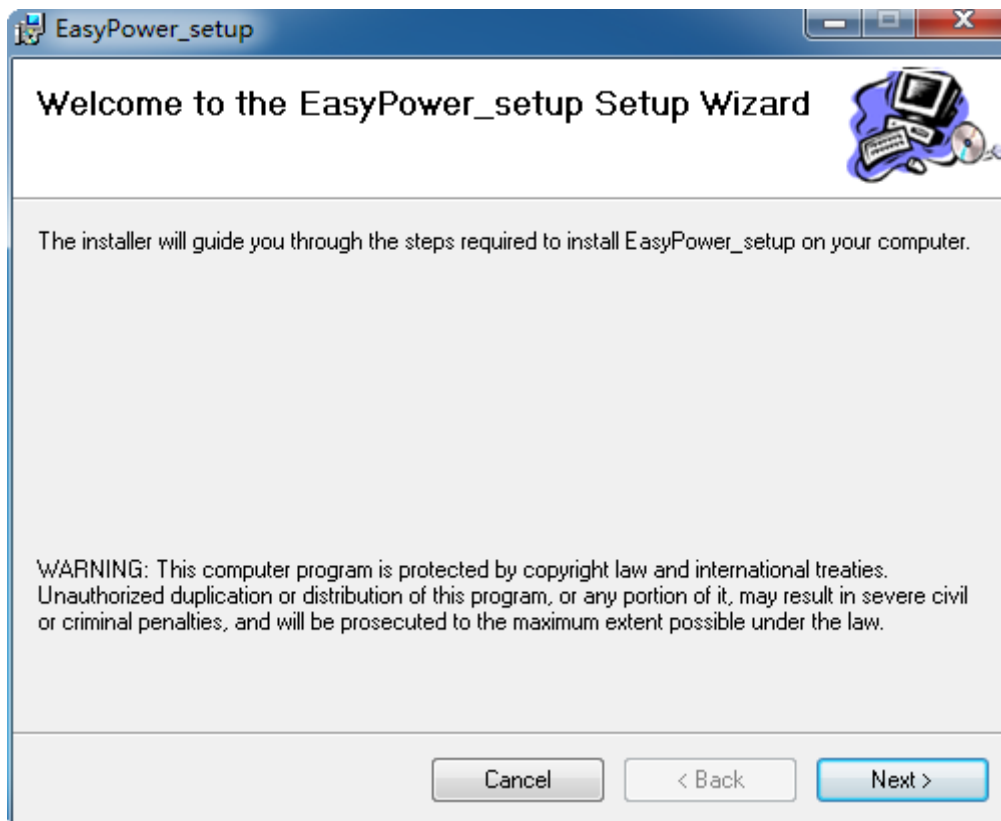 EasyPower_setup
Welcome to the EasyPower_setup Setup Wizard
The installer will guide you through the steps required to install EasyPower_setup on your computer.
WARNING: This computer program is protected by copyright law and international treaties.
Unauthorized duplication or distribution of this program, or any portion of it, may result in severe civil
or criminal penalties, and will be prosecuted to the maximum extent possible under the law.
Cancel
< Back
Next >